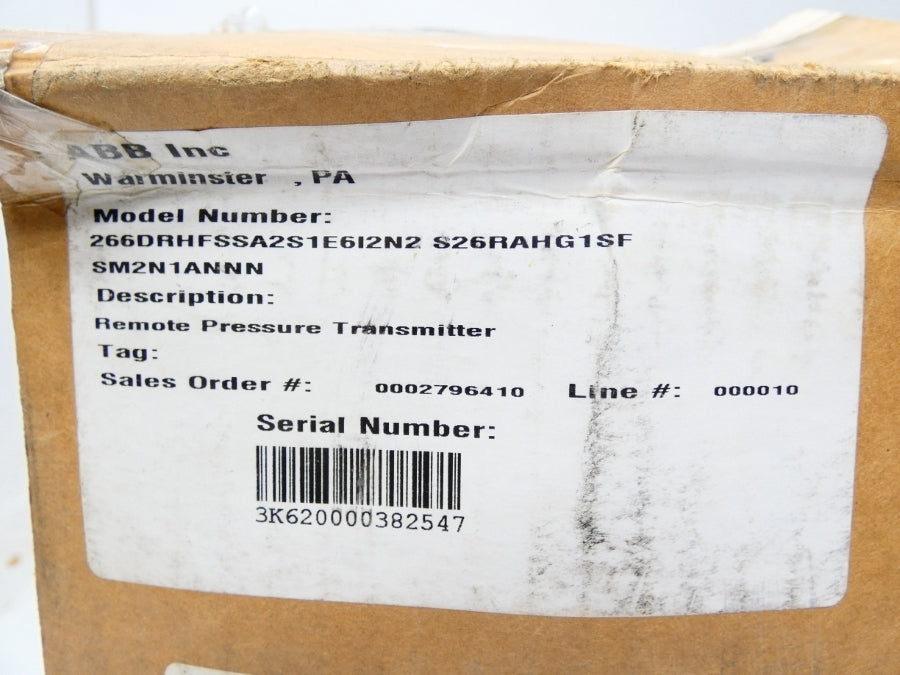 ABB Inc
Warminster , PA
Model Number:
266DRHFSSA2S1E6I2N2 S26RAHG1SF
SM2N1ANNN
Description:
Remote Pressure Transmitter
Tag:
Sales Order #: 0002796410 Line #: 000010
Serial Number:
3K620000382547